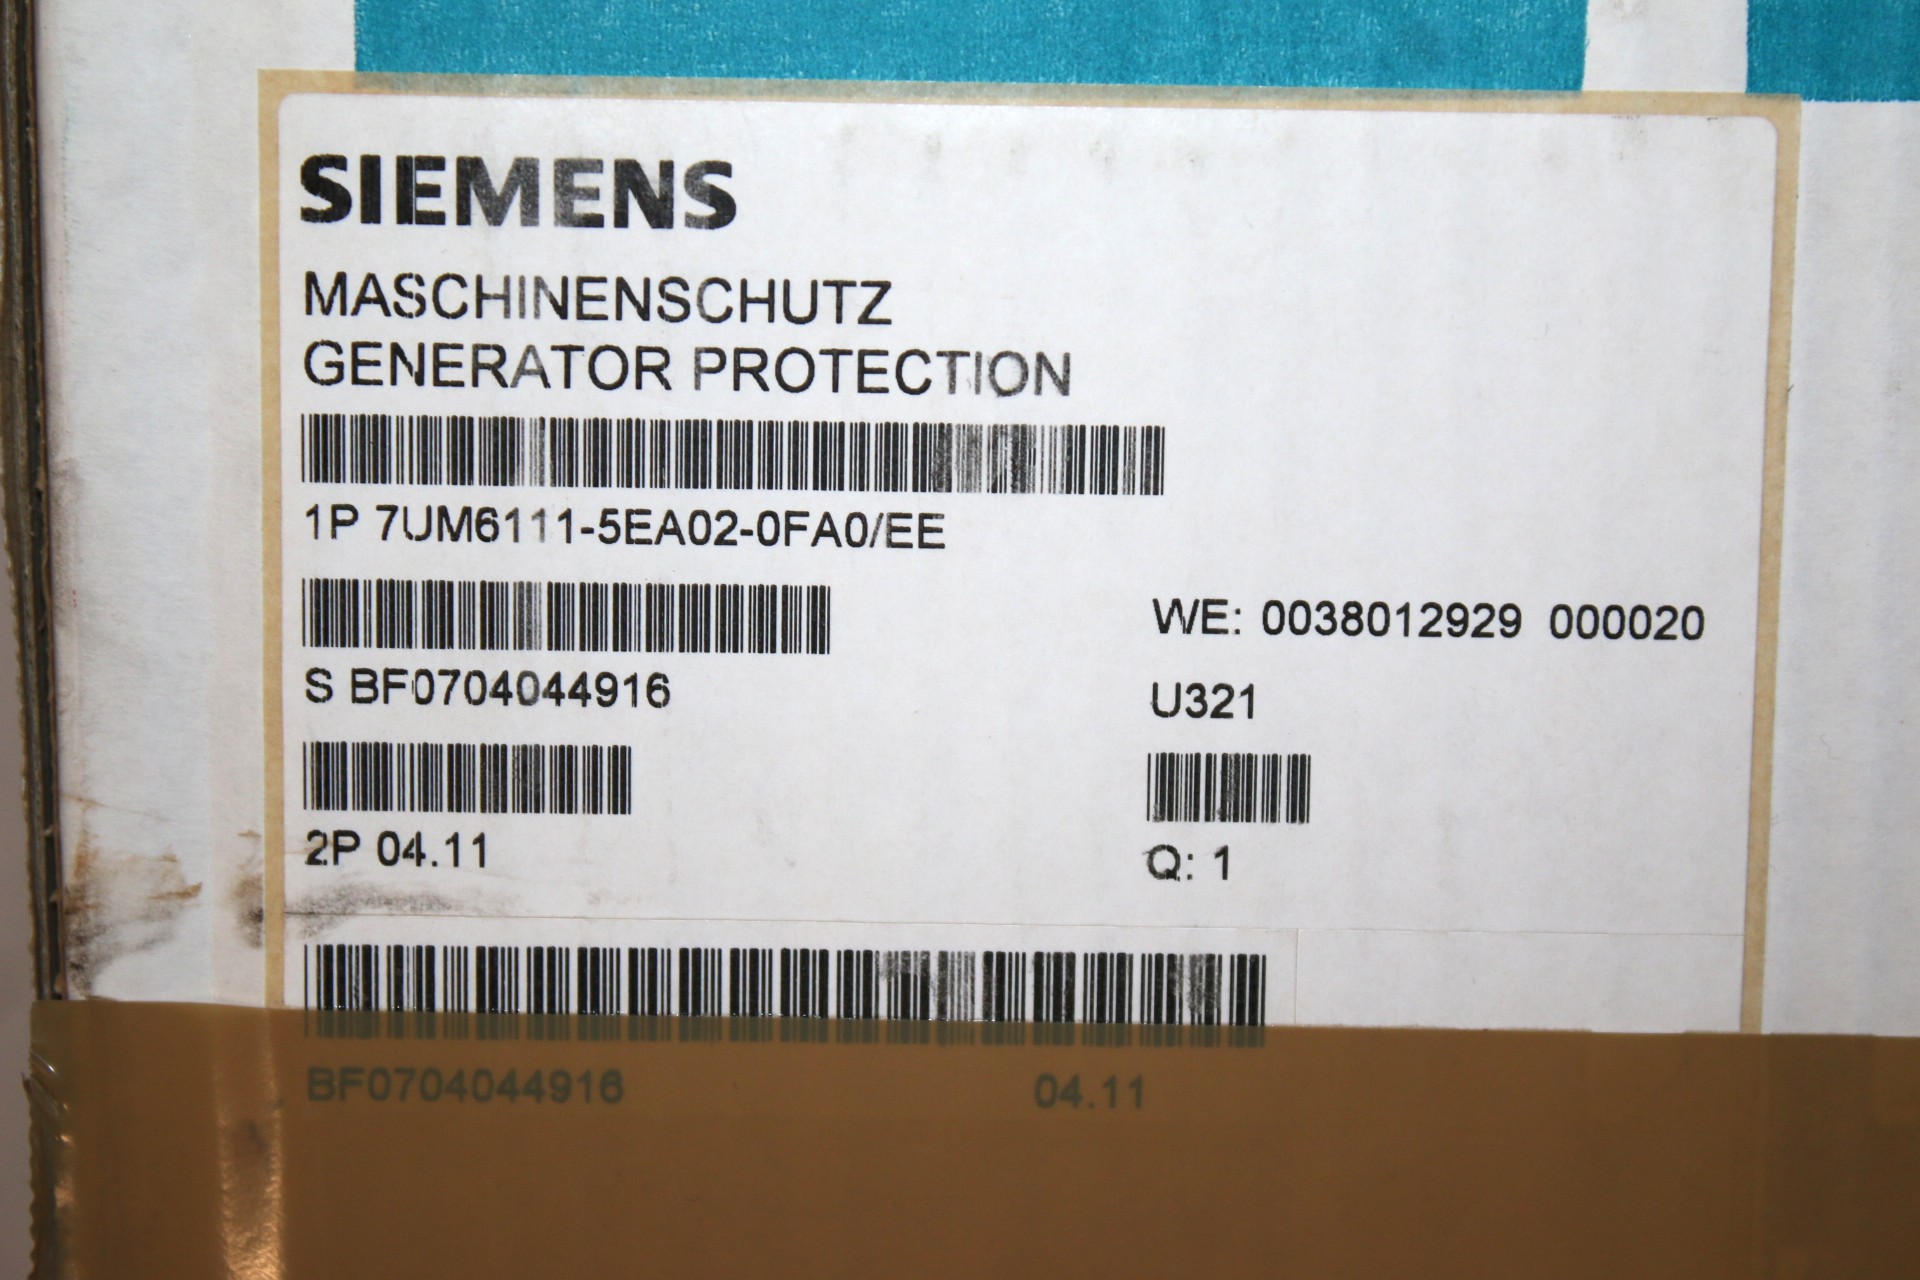 SIEMENS
MASCHINENSCHUTZ
GENERATOR PROTECTION
1P 7UM6111-5EA02-0FA0/EE
WE: 0038012929 000020
S BF0704044916
U321
2P 04.11
Q: 1
BF0704044916 04.11